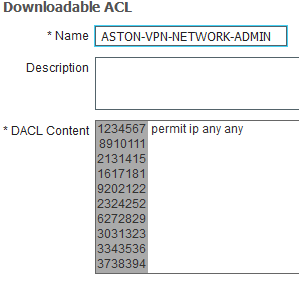 Downloadable ACL
* Name ASTON-VPN-NETWORK-ADMIN
Description
* DACL Content 1234567 permit ip any any
8910111
2131415
1617181
9202122
2324252
6272829
3031323
3343536
3738394